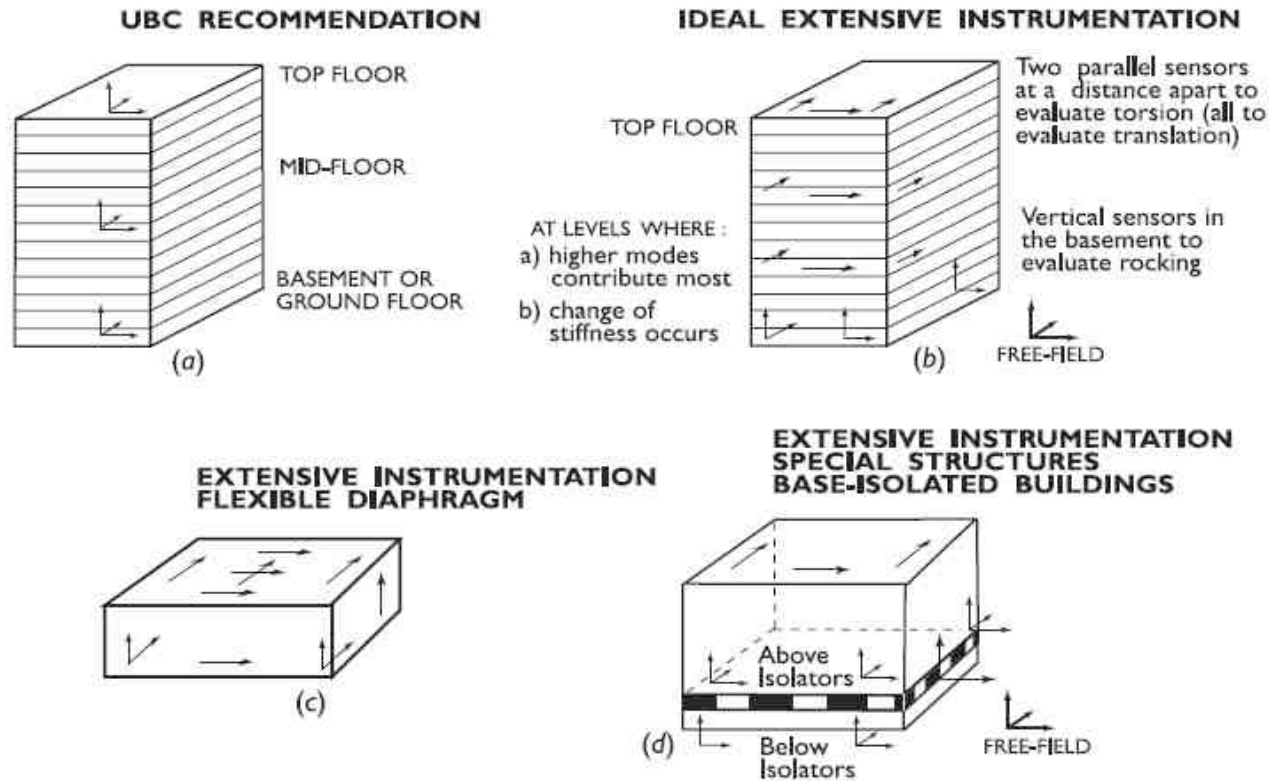 UBC RECOMMENDATION
TOP FLOOR
MID-FLOOR
BASEMENT OR
GROUND FLOOR
(a)
IDEAL EXTENSIVE INSTRUMENTATION
Two parallel sensors
at a distance apart to
evaluate torsion (all to
evaluate translation)
TOP FLOOR
AT LEVELS WHERE :
a) higher modes
contribute most
b) change of
stiffness occurs
Vertical sensors in
the basement to
evaluate rocking
FREE-FIELD
(b)
EXTENSIVE INSTRUMENTATION
FLEXIBLE DIAPHRAGM
(c)
EXTENSIVE INSTRUMENTATION
SPECIAL STRUCTURES
BASE-ISOLATED BUILDINGS
Above
Isolators
Below
Isolators
(d)
FREE-FIELD